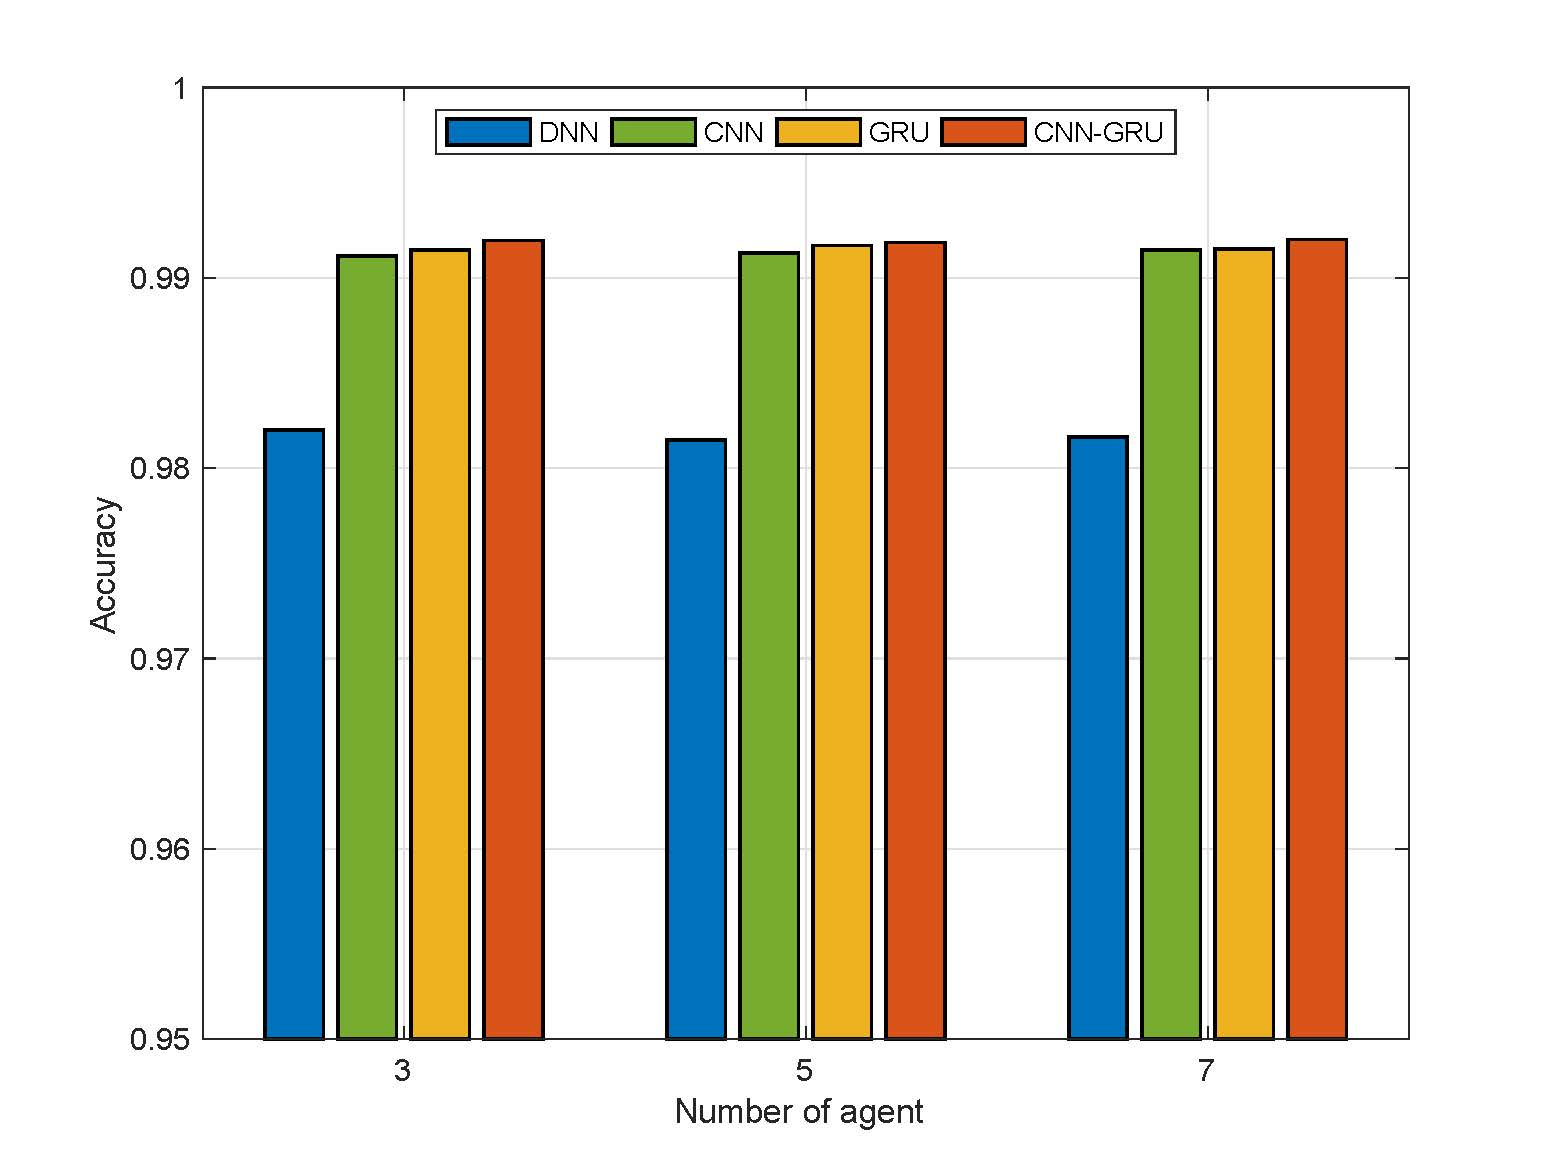 1
DNN CNN GRU CNN-GRU
0.99
0.98
0.97
0.96
0.95
Accuracy
3 5 7
Number of agent